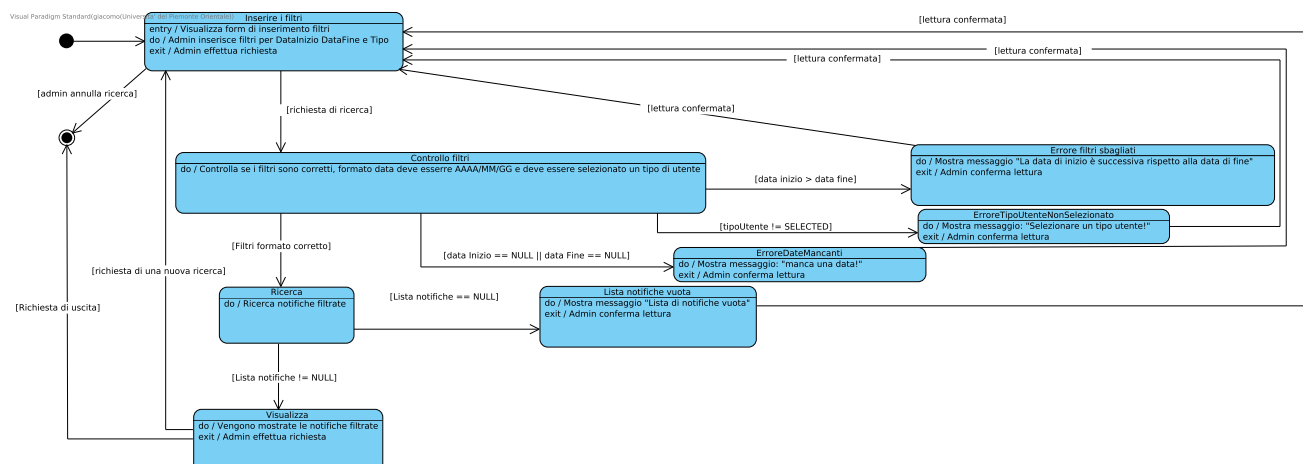 Visual Paradigm Standard(giacomo(Universita' del Piemonte Orientale))
Inserire i filtri
entry / Visualizza form di inserimento filtri
do / Admin inserisce filtri per DataInizio DataFine e Tipo
exit / Admin effettua richiesta
[lettura confermata]
[lettura confermata]
[lettura confermata]
[admin annulla ricerca]
[richiesta di ricerca]
[lettura confermata]
Controllo filtri
do / Controlla se i filtri sono corretti, formato data deve esserre AAAA/MM/GG e deve essere selezionato un tipo di utente
Errore filtri sbagliati
do / Mostra messaggio "La data di inizio è successiva rispetto alla data di fine"
exit / Admin conferma lettura
[data inizio > data fine]
ErroreTipoUtenteNonSelezionato
do / Mostra messaggio: "Selezionare un tipo utente!"
exit / Admin conferma lettura
[tipoUtente != SELECTED]
[Filtri formato corretto]
[data Inizio == NULL || data Fine == NULL]
ErroreDateMancanti
do / Mostra messaggio: "manca una data!"
exit / Admin conferma lettura
[richiesta di una nuova ricerca]
Ricerca
do / Ricerca notifiche filtrate
[Lista notifiche == NULL]
Lista notifiche vuota
do / Mostra messaggio "Lista di notifiche vuota"
exit / Admin conferma lettura
[Richiesta di uscita]
[Lista notifiche != NULL]
Visualizza
do / Vengono mostrate le notifiche filtrate
exit / Admin effettua richiesta